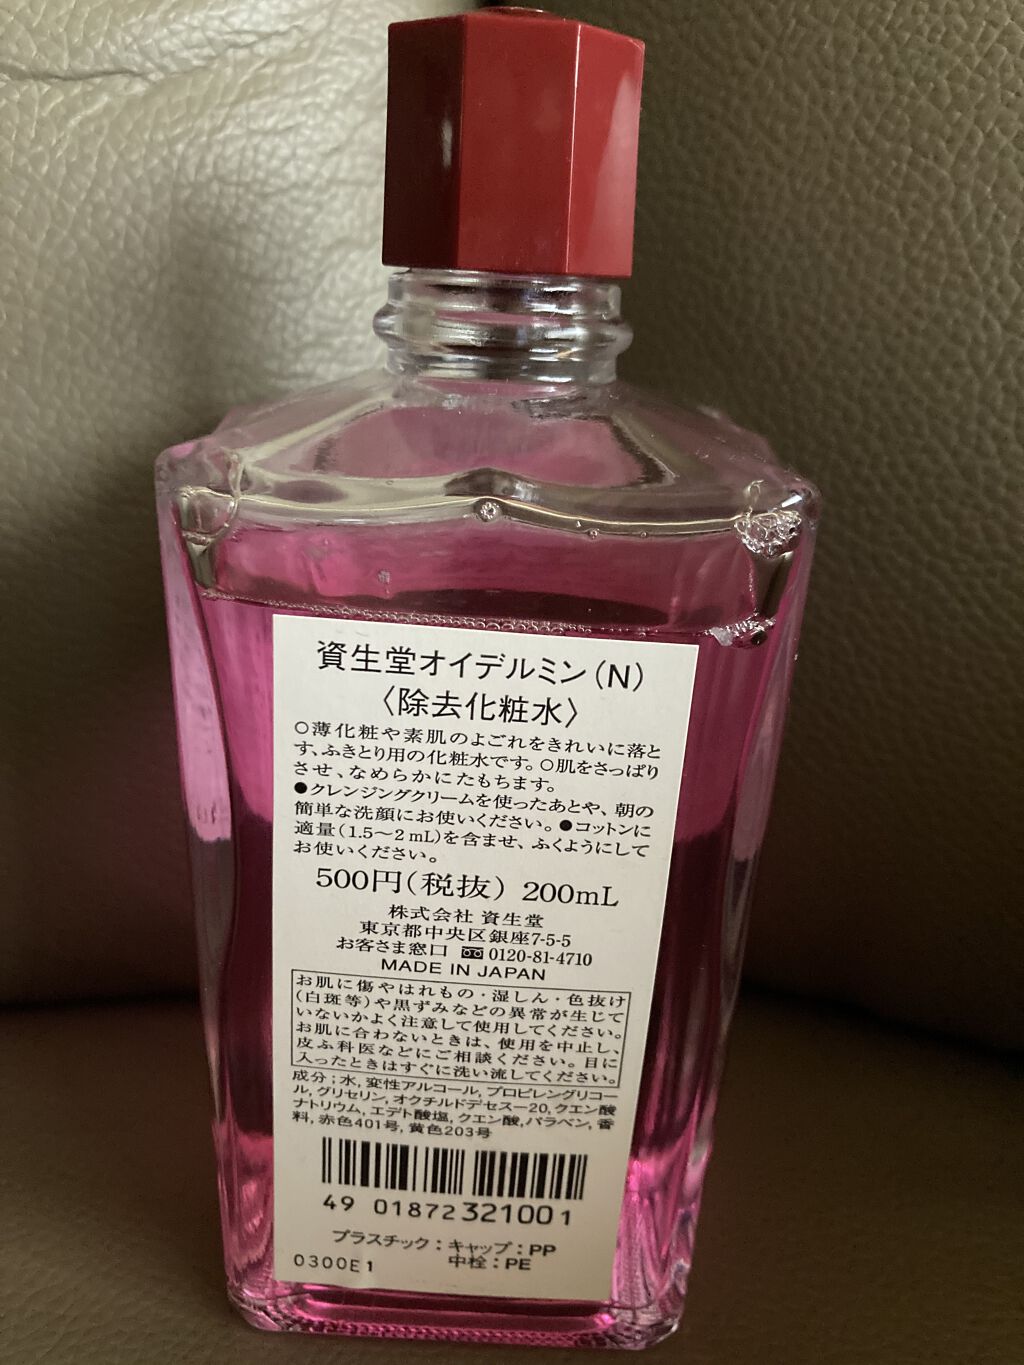 資生堂オイデルミン(N)
〈除去化粧水〉
○薄化粧や素肌のよごれをきれいに落と
す、ふきとり用の化粧水です。○肌をさっぱり
させ、なめらかにたもちます。
●クレンジングクリームを使ったあとや、朝の
簡単な洗顔にお使いください。●コットンに
適量(1.5〜2mL)を含ませ、ふくようにして
お使いください。
500円(税抜) 200mL
株式会社 資生堂
東京都中央区銀座7-5-5
お客さま窓口 0120-81-4710
MADE IN JAPAN
お肌に傷やはれもの・湿しん・色抜け
(白斑等)や黒ずみなどの異常が生じて
いないかよく注意して使用してください。
お肌に合わないときは、使用を中止し、
皮ふ科医などにご相談ください。目に
入ったときはすぐに洗い流してください。
成分;水,変性アルコール,プロピレングリコー
ル,グリセリン,オクチルドデセス-20,クエン酸
ナトリウム,エデト酸塩,クエン酸,パラベン,香
料,赤色401号,黄色203号
49 01872 321001
プラスチック:キャップ:PP
中栓:PE
0300E1